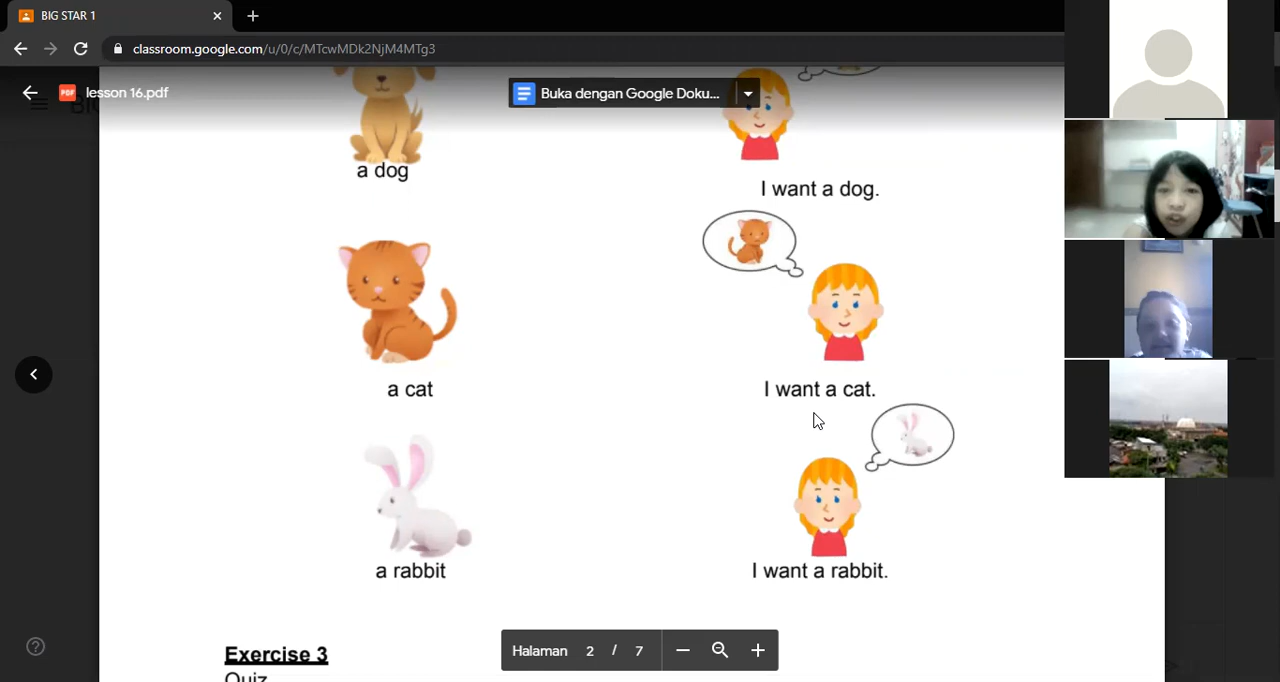 BIG STAR 1
classroom.google.com/u/0/c/MTcwMDk2NjM4MTg3
lesson 16.pdf
Buka dengan Google Doku...
a dog
I want a dog.
a cat
I want a cat.
a rabbit
I want a rabbit.
Exercise 3
Quiz
Halaman 2 / 7